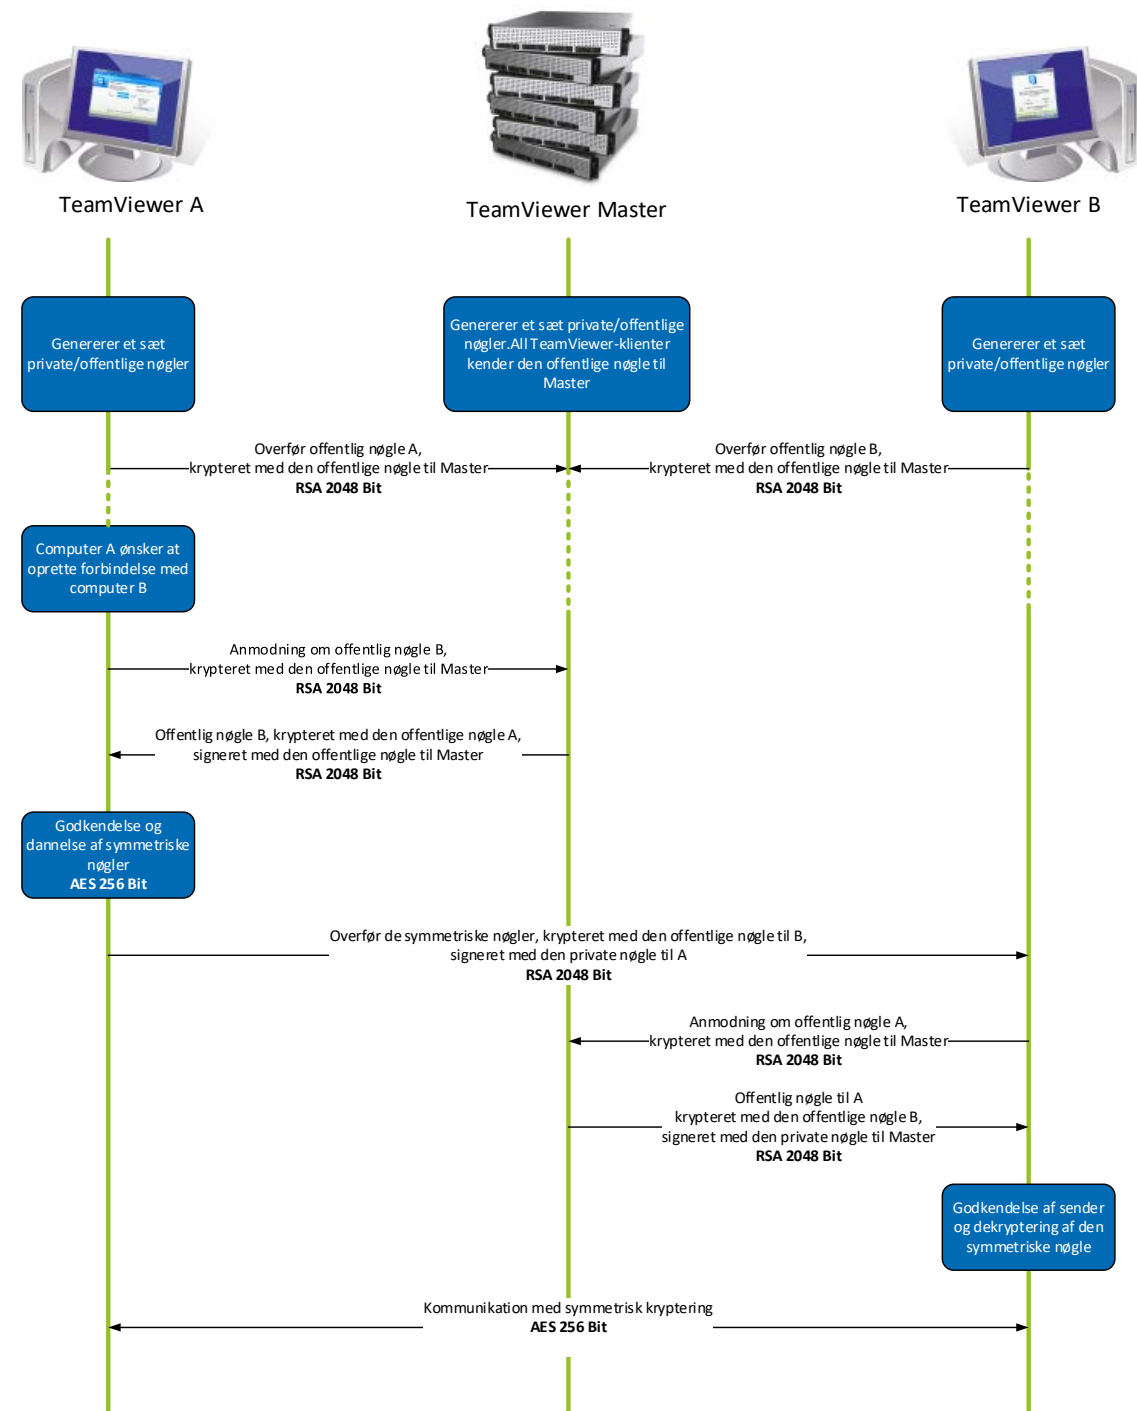 TeamViewer A
TeamViewer Master
TeamViewer B
Genererer et sæt
private/offentlige nøgler
Genererer et sæt private/offentlige
nøgler.All TeamViewer-klienter
kender den offentlige nøgle til
Master
Genererer et sæt
private/offentlige nøgler
Overfør offentlig nøgle A,
krypteret med den offentlige nøgle til Master
RSA 2048 Bit
Overfør offentlig nøgle B,
krypteret med den offentlige nøgle til Master
RSA 2048 Bit
Computer A ønsker at
oprette forbindelse med
computer B
Anmodning om offentlig nøgle B,
krypteret med den offentlige nøgle til Master
RSA 2048 Bit
Offentlig nøgle B, krypteret med den offentlige nøgle A,
signeret med den offentlige nøgle til Master
RSA 2048 Bit
Godkendelse og
dannelse af symmetriske
nøgler
AES 256 Bit
Overfør de symmetriske nøgler, krypteret med den offentlige nøgle til B,
signeret med den private nøgle til A
RSA 2048 Bit
Anmodning om offentlig nøgle A,
krypteret med den offentlige nøgle til Master
RSA 2048 Bit
Offentlig nøgle til A
krypteret med den offentlige nøgle B,
signeret med den private nøgle til Master
RSA 2048 Bit
Godkendelse af sender
og dekryptering af den
symmetriske nøgle
Kommunikation med symmetrisk kryptering
AES 256 Bit